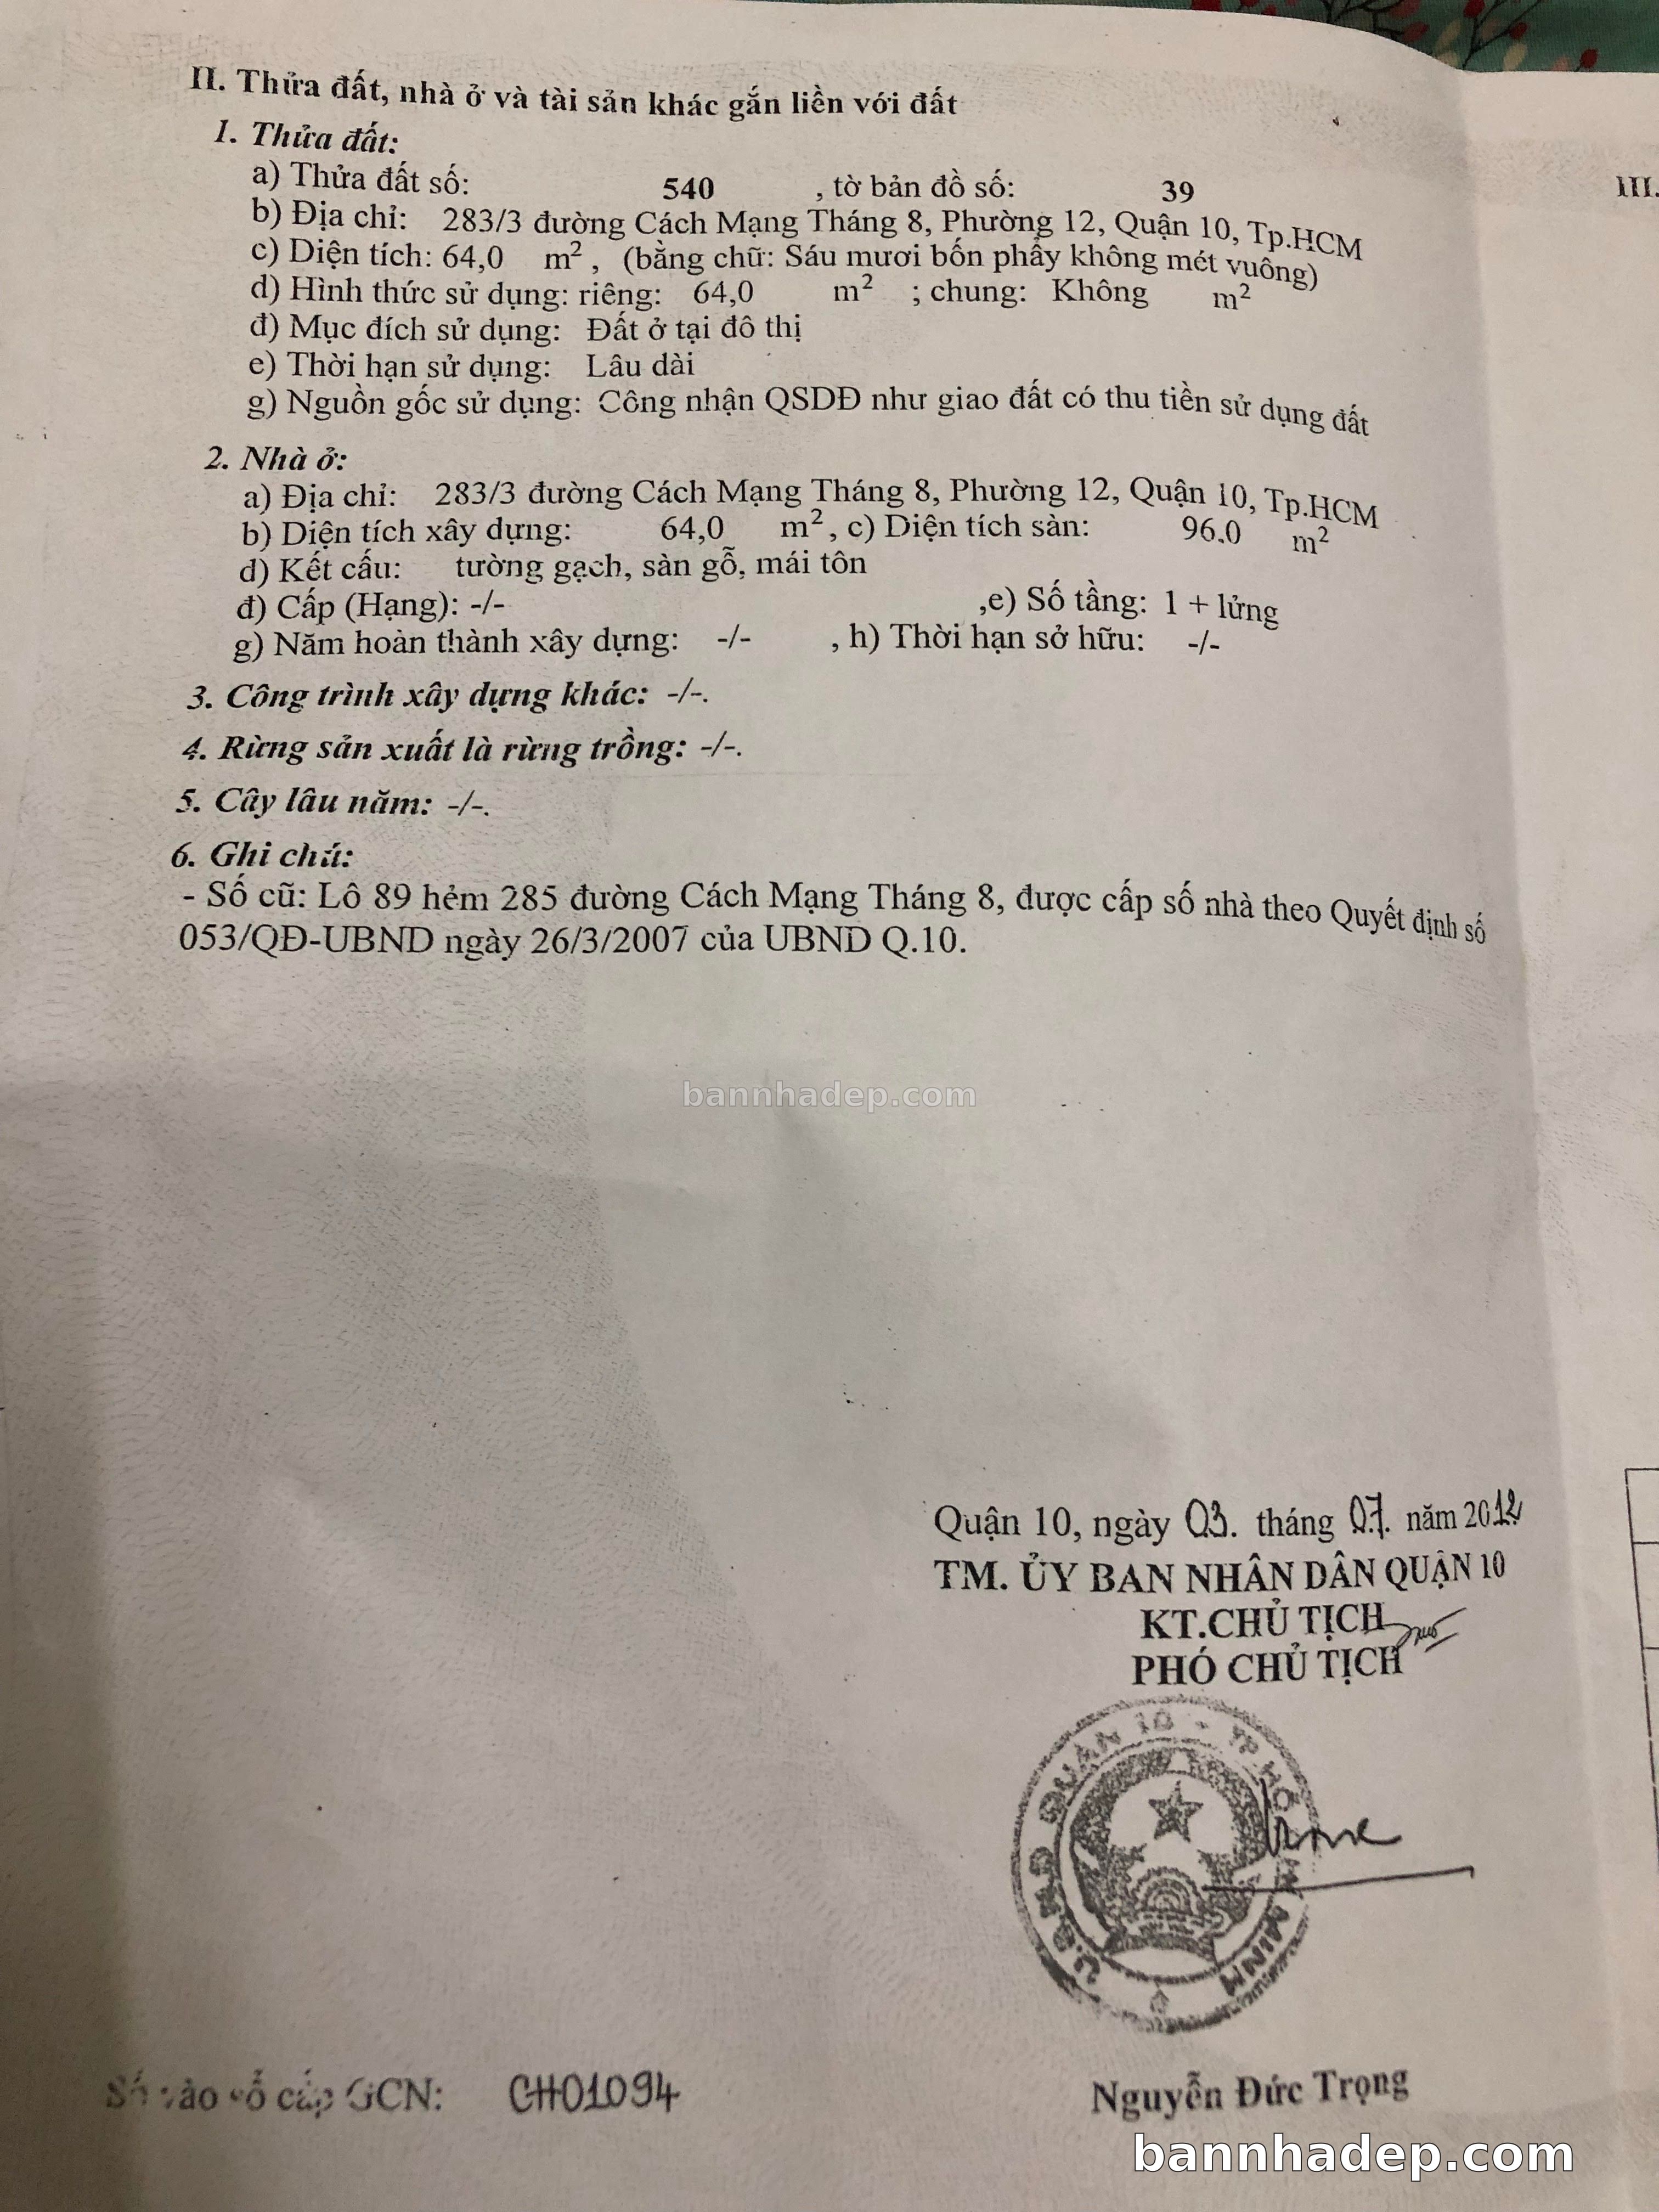 II. Thửa đất, nhà ở và tài sản khác gắn liền với đất
1. Thửa đất:
a) Thửa đất số: 540 , tờ bản đồ số: 39
b) Địa chỉ: 283/3 đường Cách Mạng Tháng 8, Phường 12, Quận 10, Tp.HCM
c) Diện tích: 64,0 m², (bằng chữ: Sáu mươi bốn phẩy không mét vuông)
d) Hình thức sử dụng: riêng: 64,0 m² ; chung: Không m²
đ) Mục đích sử dụng: Đất ở tại đô thị
e) Thời hạn sử dụng: Lâu dài
g) Nguồn gốc sử dụng: Công nhận QSDĐ như giao đất có thu tiền sử dụng đất
2. Nhà ở:
a) Địa chỉ: 283/3 đường Cách Mạng Tháng 8, Phường 12, Quận 10, Tp.HCM
b) Diện tích xây dựng: 64,0 m², c) Diện tích sàn: 96,0 m²
d) Kết cấu: tường gạch, sàn gỗ, mái tôn
đ) Cấp (Hạng): -/- ,e) Số tầng: 1 + lửng
g) Năm hoàn thành xây dựng: -/- , h) Thời hạn sở hữu: -/-
3. Công trình xây dựng khác: -/-.
4. Rừng sản xuất là rừng trồng: -/-.
5. Cây lâu năm: -/-.
6. Ghi chú:
- Số cũ: Lô 89 hẻm 285 đường Cách Mạng Tháng 8, được cấp số nhà theo Quyết định số
053/QĐ-UBND ngày 26/3/2007 của UBND Q.10.
III.
bannhadep.com
Quận 10, ngày 03. tháng 07. năm 2012
TM. ỦY BAN NHÂN DÂN QUẬN 10
KT.CHỦ TỊCH
PHÓ CHỦ TỊCH
U.B.N.D QUẬN 10 - TP HỒ CHÍ MINH
Số vào sổ cấp GCN: CH01094
Nguyễn Đức Trọng
bannhadep.com